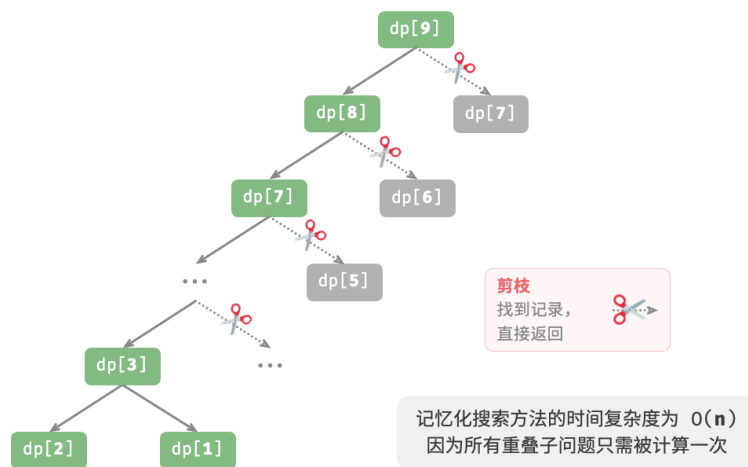 dp[9]
dp[8]
dp[7]
dp[7]
dp[6]
dp[5]
...
剪枝
找到记录，
直接返回
dp[3]
...
dp[2]
dp[1]
记忆化搜索方法的时间复杂度为 O(n)
因为所有重叠子问题只需被计算一次